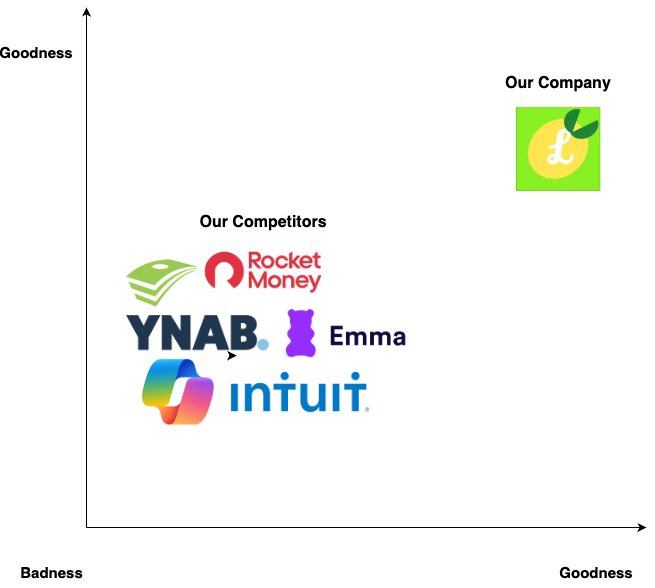 Goodness
Our Company
L
Our Competitors
Rocket
Money
YNAB.
Emma
intuit.
Badness
Goodness